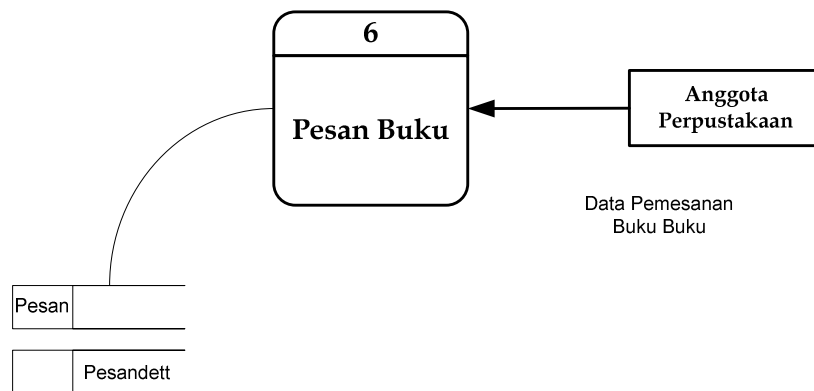 6
Pesan Buku
Anggota
Perpustakaan
Data Pemesanan
Buku Buku
Pesan
Pesandett